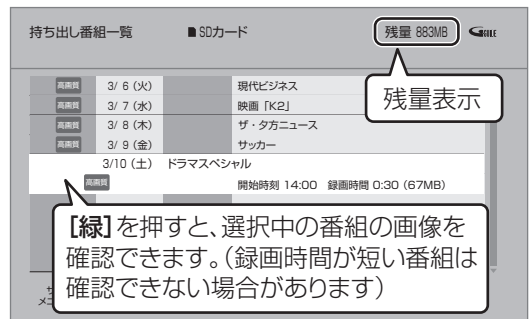 持ち出し番組一覧 ■SDカード 残量 883MB GGUIDE
残量表示
高画質 3/ 6 (火) 現代ビジネス
高画質 3/ 7 (水) 映画「K2」
高画質 3/ 8 (木) ザ・夕方ニュース
高画質 3/ 9 (金) サッカー
3/10 (土) ドラマスペシャル
高画質 開始時刻 14:00 録画時間 0:30 (67MB)
[緑]を押すと、選択中の番組の画像を
確認できます。(録画時間が短い番組は
確認できない場合があります)